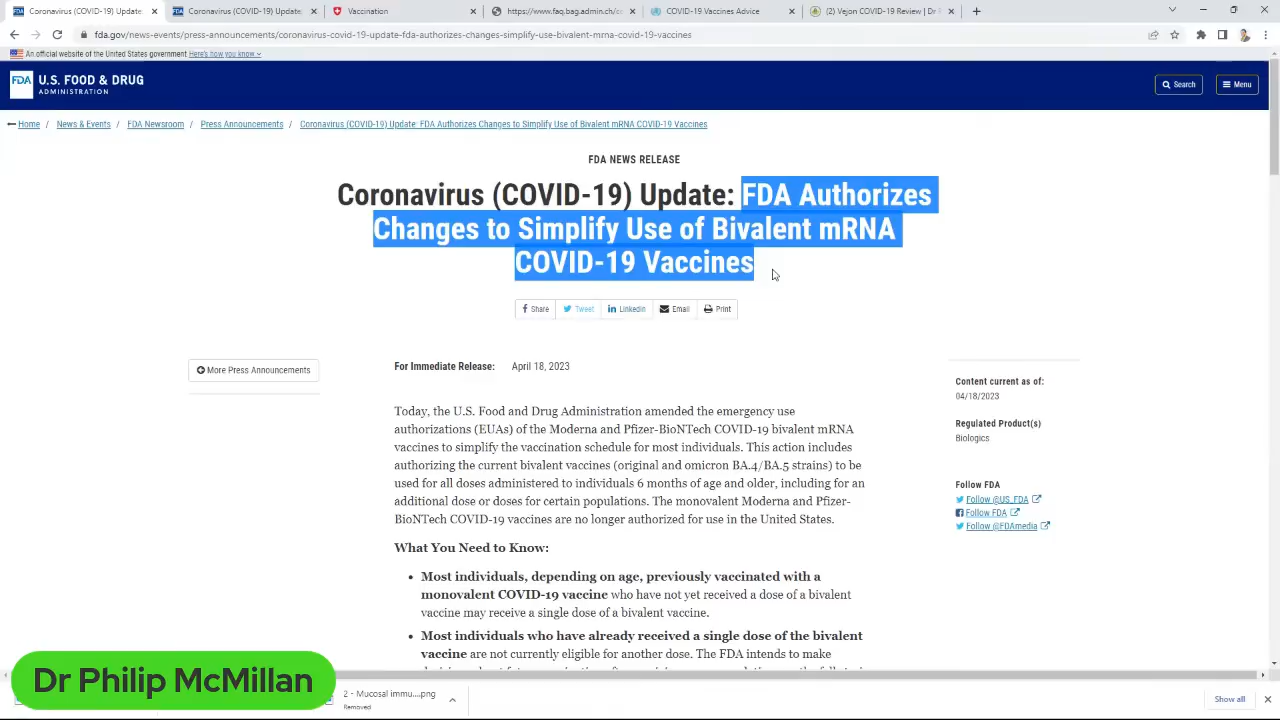 Coronavirus (COVID-19) Update:
Coronavirus (COVID-19) Update:
Vaccination
https://www.faq.bag.admin.ch/co
COVID-19 Vaccines Advice
Vejon COVID-19 Review | Dr
fda.gov/news-events/press-announcements/coronavirus-covid-19-update-fda-authorizes-changes-simplify-use-bivalent-mrna-covid-19-vaccines
An official website of the United States government Here's how you know
FDA U.S. FOOD & DRUG
ADMINISTRATION
Search
Menu
Home / News & Events / FDA Newsroom / Press Announcements / Coronavirus (COVID-19) Update: FDA Authorizes Changes to Simplify Use of Bivalent mRNA COVID-19 Vaccines
FDA NEWS RELEASE
Coronavirus (COVID-19) Update: FDA Authorizes
Changes to Simplify Use of Bivalent mRNA
COVID-19 Vaccines
Share Tweet Linkedin Email Print
More Press Announcements
For Immediate Release: April 18, 2023
Today, the U.S. Food and Drug Administration amended the emergency use
authorizations (EUAs) of the Moderna and Pfizer-BioNTech COVID-19 bivalent mRNA
vaccines to simplify the vaccination schedule for most individuals. This action includes
authorizing the current bivalent vaccines (original and omicron BA.4/BA.5 strains) to be
used for all doses administered to individuals 6 months of age and older, including for an
additional dose or doses for certain populations. The monovalent Moderna and Pfizer-
BioNTech COVID-19 vaccines are no longer authorized for use in the United States.
What You Need to Know:
• Most individuals, depending on age, previously vaccinated with a
monovalent COVID-19 vaccine who have not yet received a dose of a bivalent
vaccine may receive a single dose of a bivalent vaccine.
• Most individuals who have already received a single dose of the bivalent
vaccine are not currently eligible for another dose. The FDA intends to make
Content current as of:
04/18/2023
Regulated Product(s)
Biologics
Follow FDA
Follow @US_FDA
Follow FDA
Follow @FDAmedia
Dr Philip McMillan
2 - Mucosal immu....png
Removed
Show all